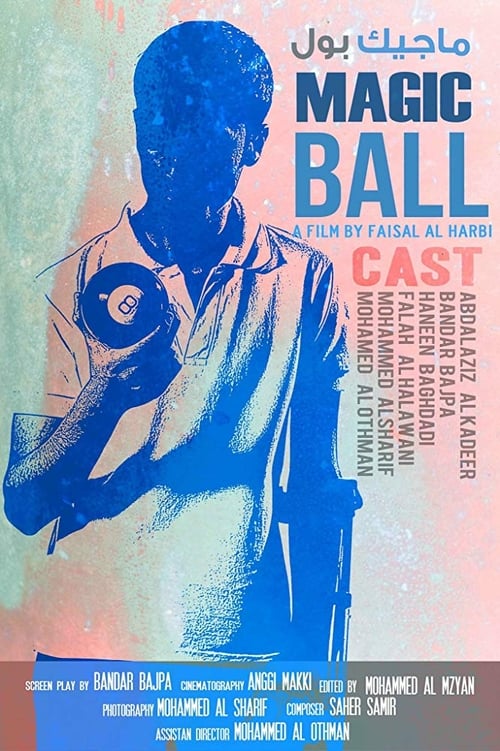 ماجيك بول
MAGIC
BALL
A FILM BY FAISAL AL HARBI
CAST
ABDALAZIZ ALKADEER
BANDAR BAJPA
HANEEN BAGHDADI
FALAH ALHALAWANI
MOHAMMED ALSHARIF
MOHAMED ALOTHMAN
8
SCREEN PLAY BY BANDAR BAJPA CINEMATOGRAPHY ANGGI MAKKI EDITED BY MOHAMMED AL MZYAN
PHOTOGRAPHY MOHAMMED AL SHARIF COMPOSER SAHER SAMIR
ASSISTAN DIRECTOR MOHAMMED AL OTHMAN